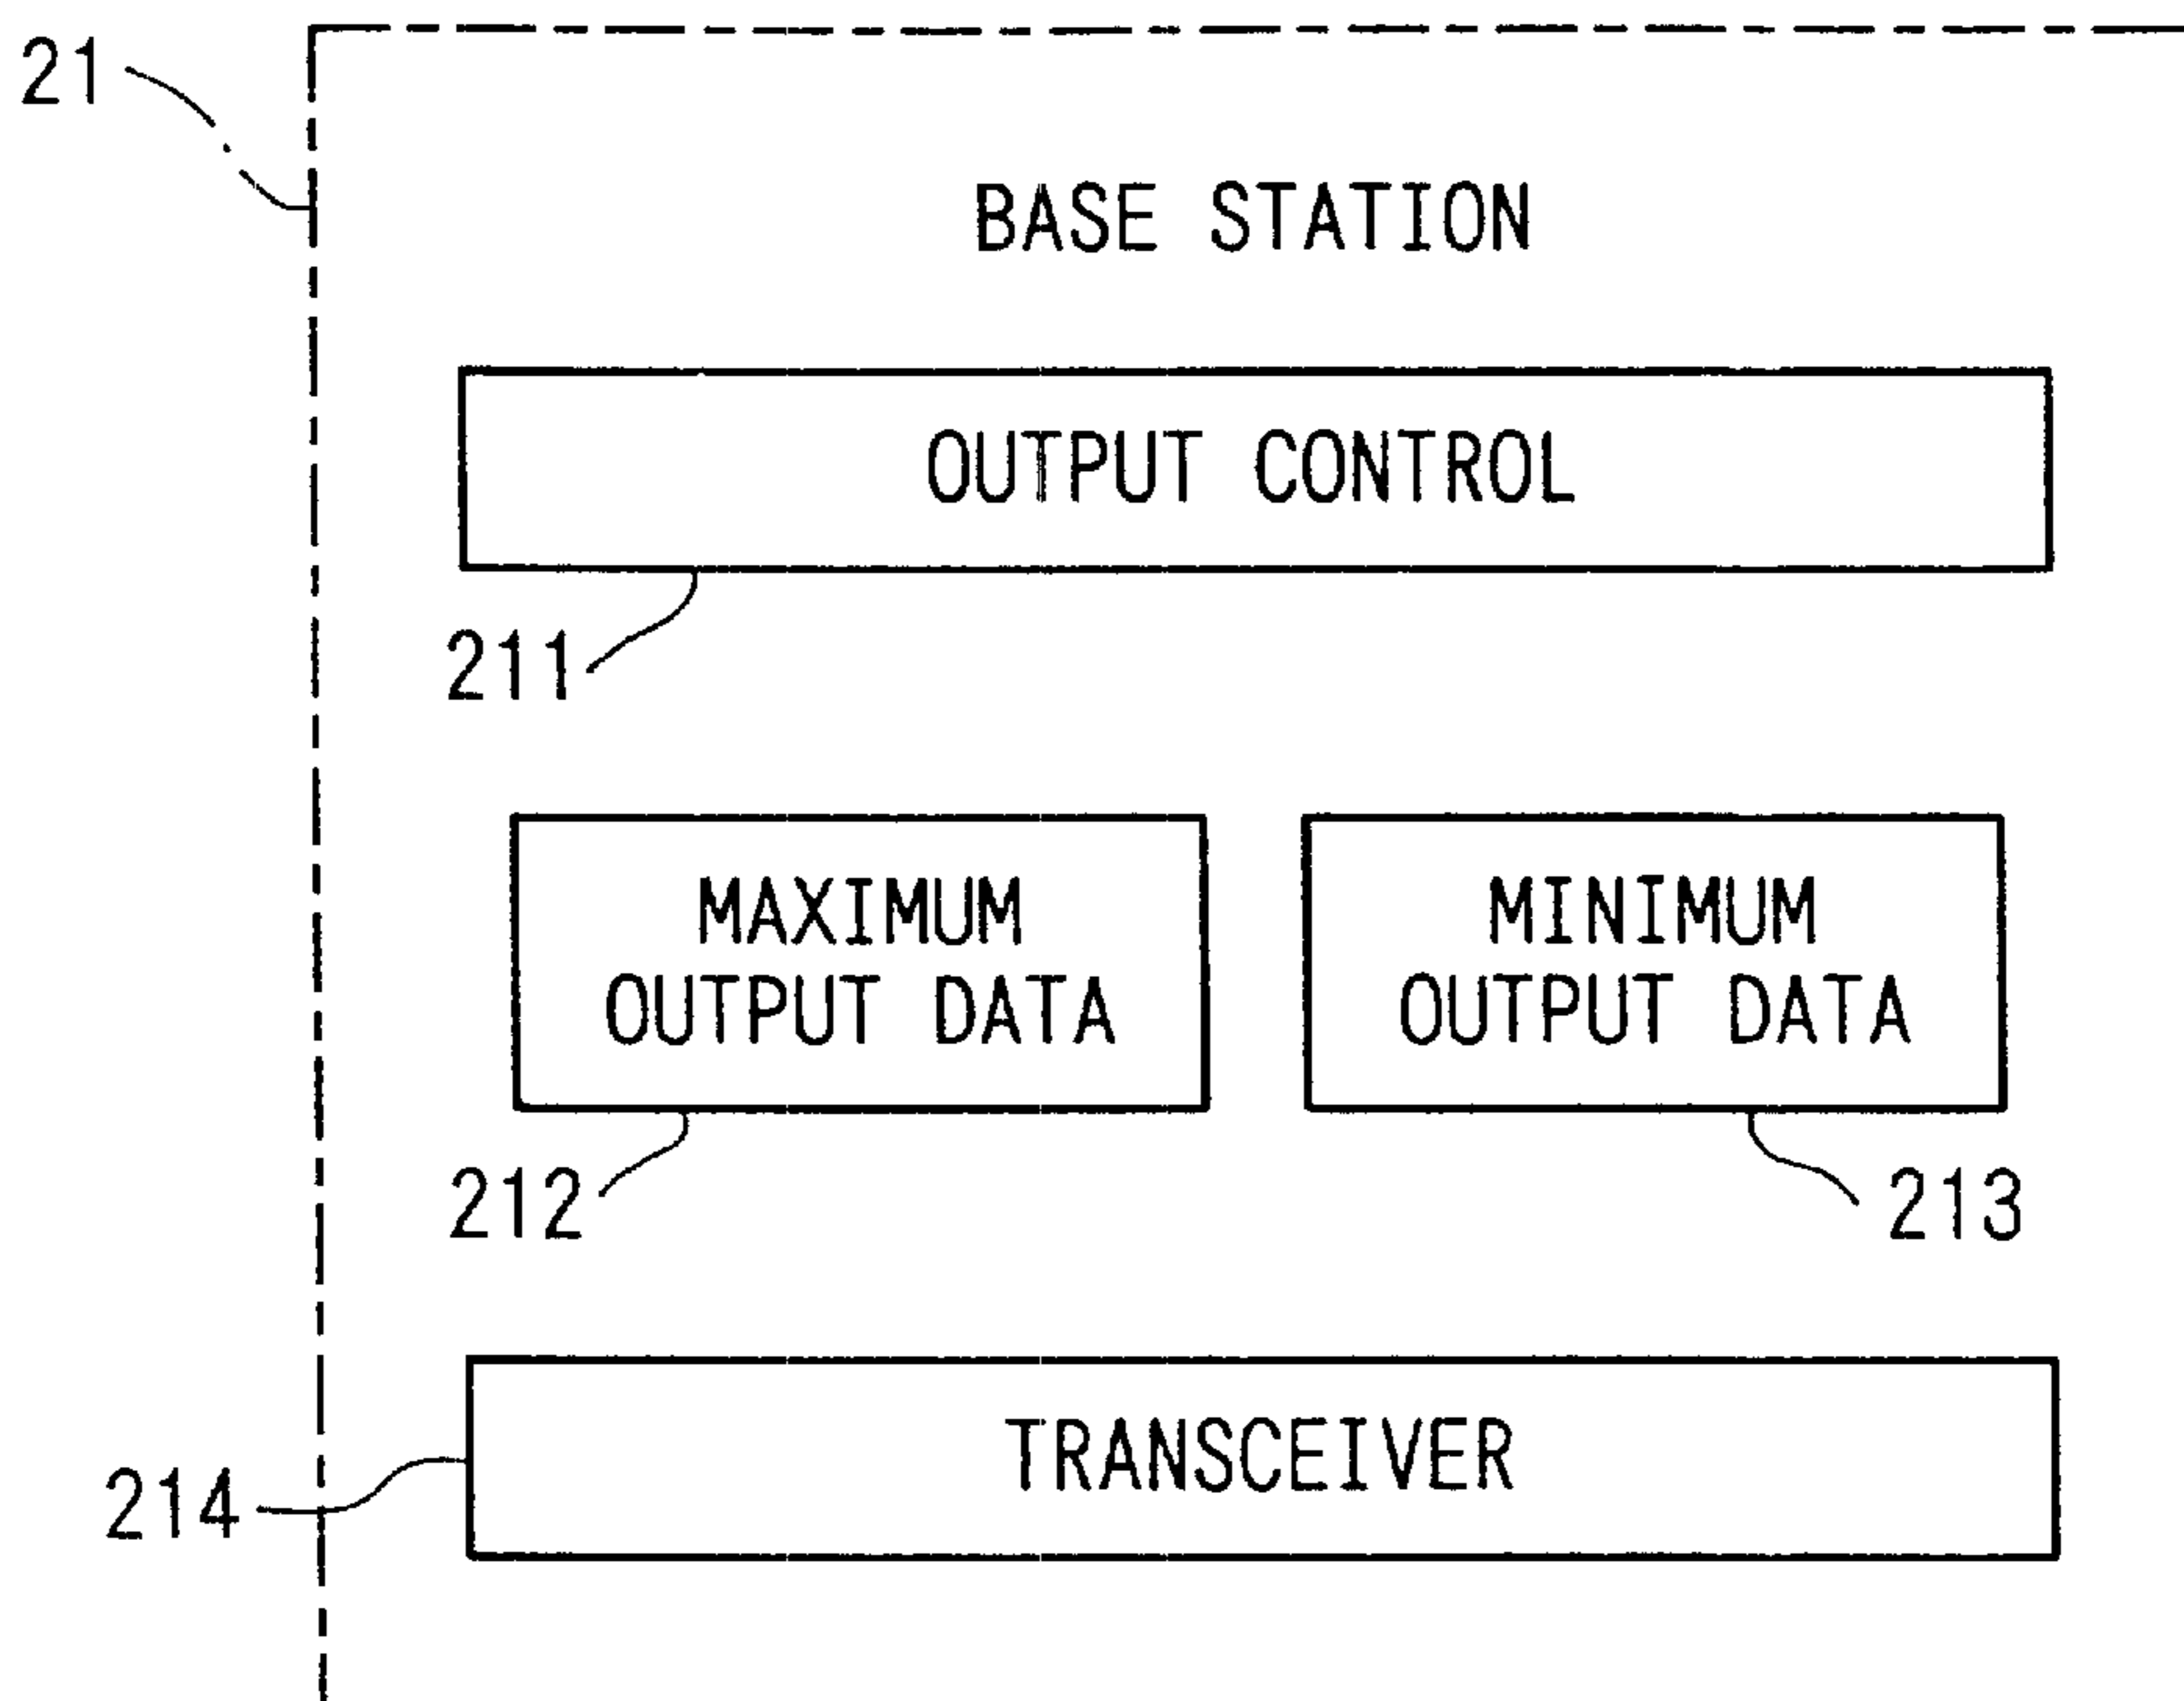 21
BASE STATION
OUTPUT CONTROL
211
MAXIMUM
OUTPUT DATA
MINIMUM
OUTPUT DATA
212
213
TRANSCEIVER
214